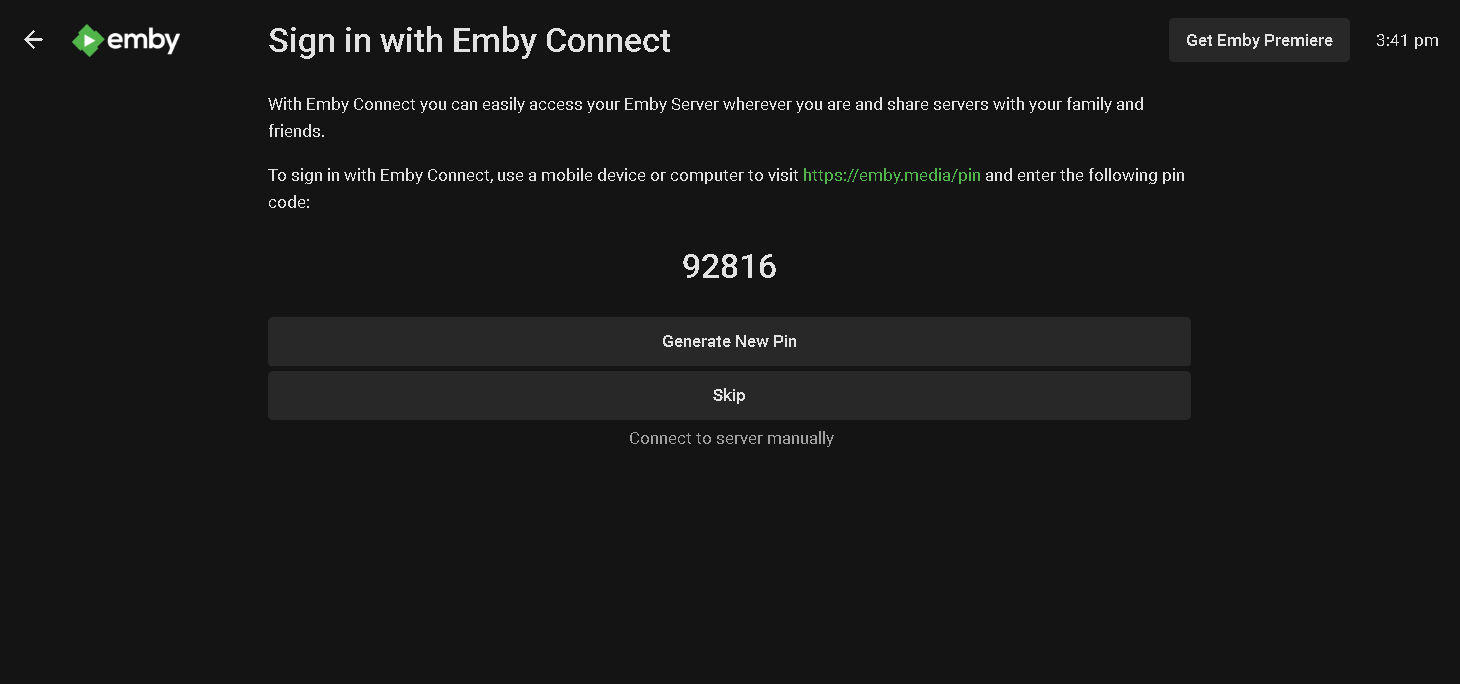 emby
Sign in with Emby Connect
Get Emby Premiere
3:41 pm
With Emby Connect you can easily access your Emby Server wherever you are and share servers with your family and
friends.
To sign in with Emby Connect, use a mobile device or computer to visit https://emby.media/pin and enter the following pin
code:
92816
Generate New Pin
Skip
Connect to server manually